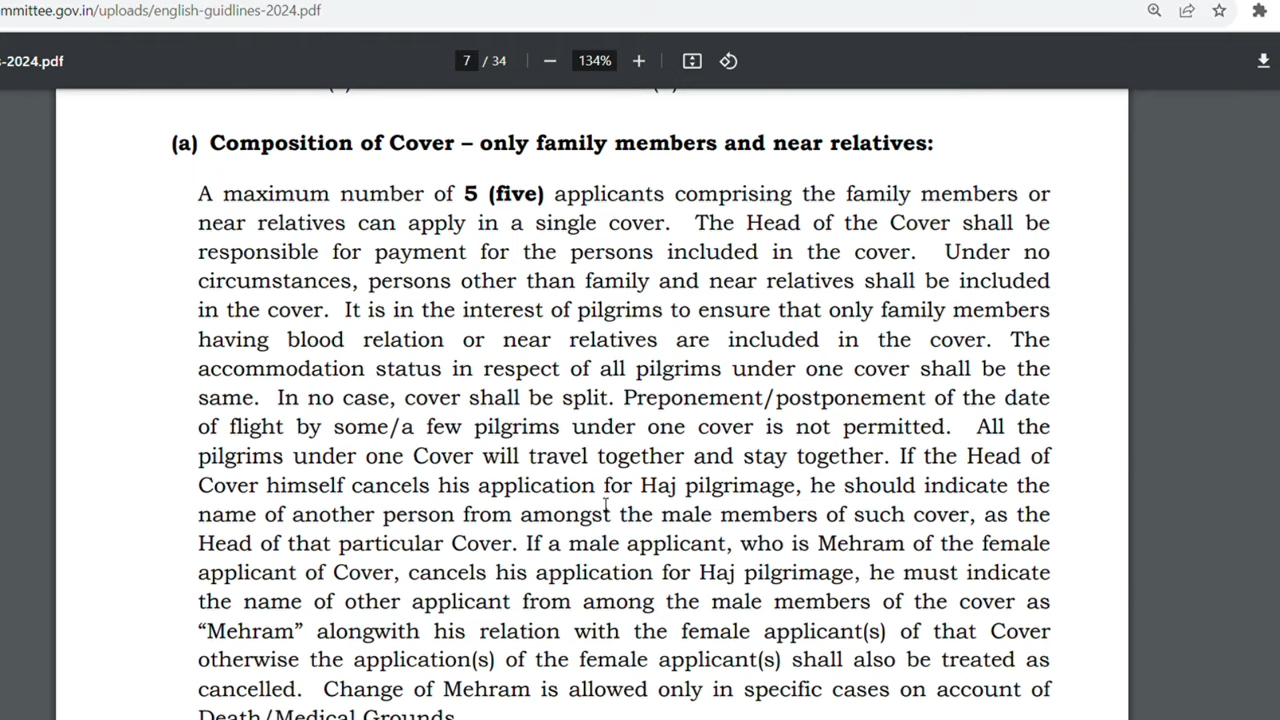 mmittee.gov.in/uploads/english-guidlines-2024.pdf
-2024.pdf
7 / 34
134%
(a) Composition of Cover – only family members and near relatives:
A maximum number of 5 (five) applicants comprising the family members or
near relatives can apply in a single cover. The Head of the Cover shall be
responsible for payment for the persons included in the cover. Under no
circumstances, persons other than family and near relatives shall be included
in the cover. It is in the interest of pilgrims to ensure that only family members
having blood relation or near relatives are included in the cover. The
accommodation status in respect of all pilgrims under one cover shall be the
same. In no case, cover shall be split. Preponement/postponement of the date
of flight by some/a few pilgrims under one cover is not permitted. All the
pilgrims under one Cover will travel together and stay together. If the Head of
Cover himself cancels his application for Haj pilgrimage, he should indicate the
name of another person from amongst the male members of such cover, as the
Head of that particular Cover. If a male applicant, who is Mehram of the female
applicant of Cover, cancels his application for Haj pilgrimage, he must indicate
the name of other applicant from among the male members of the cover as
“Mehram” alongwith his relation with the female applicant(s) of that Cover
otherwise the application(s) of the female applicant(s) shall also be treated as
cancelled. Change of Mehram is allowed only in specific cases on account of
Death/Medical Grounds.